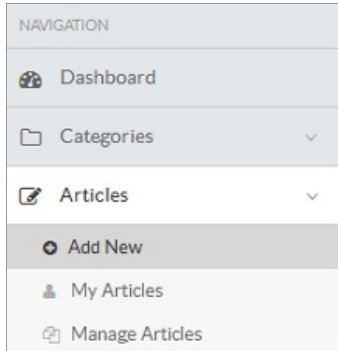 NAVIGATION
Dashboard
Categories
Articles
Add New
My Articles
Manage Articles